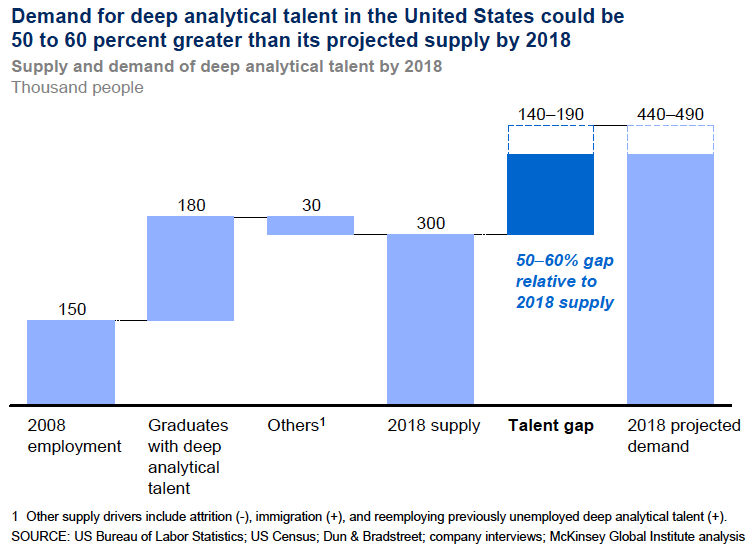 Demand for deep analytical talent in the United States could be
50 to 60 percent greater than its projected supply by 2018
Supply and demand of deep analytical talent by 2018
Thousand people
140–190
440–490
180
30
300
150
50–60% gap
relative to
2018 supply
2008
employment
Graduates
with deep
analytical
talent
Others1
2018 supply
Talent gap
2018 projected
demand
1 Other supply drivers include attrition (-), immigration (+), and reemploying previously unemployed deep analytical talent (+).
SOURCE: US Bureau of Labor Statistics; US Census; Dun & Bradstreet; company interviews; McKinsey Global Institute analysis